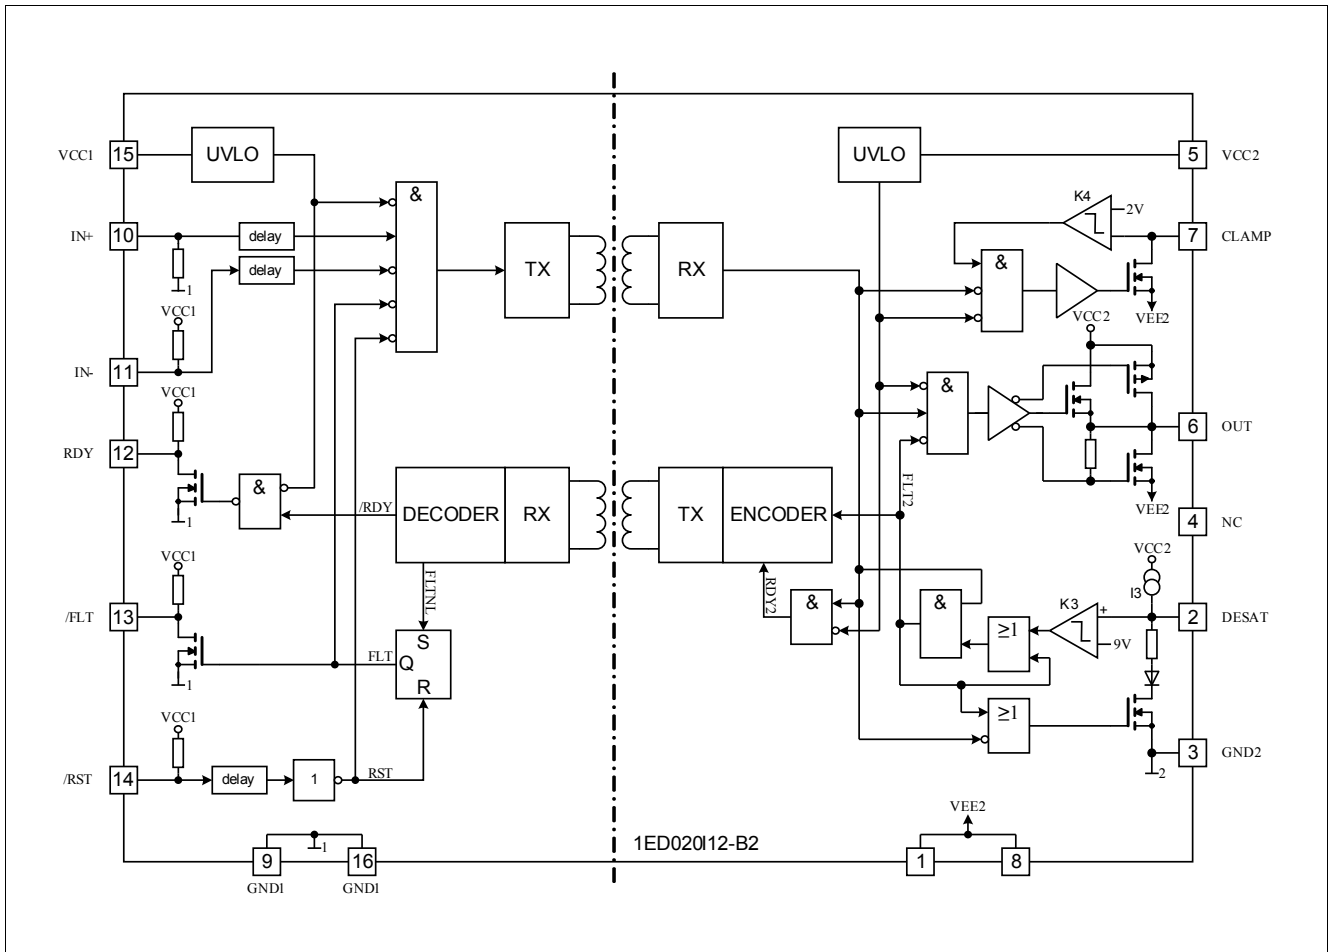 VCC1
15
UVLO
UVLO
5
VCC2
&
K4
2V
IN+
10
delay
7
CLAMP
delay
TX
RX
&
1
VEE2
VCC1
VCC2
IN-
11
&
VCC1
6
OUT
RDY
12
&
/RDY
DECODER
RX
TX
ENCODER
FLT2
VEE2
1
4
NC
VCC1
VCC2
FLTNL
RDY2
I3
&
&
K3
+
/FLT
13
S
≥1
9V
2
DESAT
FLT
Q
R
1
≥1
VCC1
3
GND2
/RST
14
delay
1
RST
2
VEE2
1
1ED020I12-B2
9
16
1
8
GND1
GND1